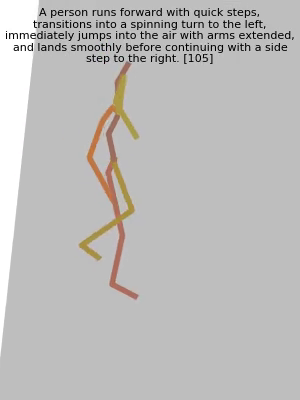 A person runs forward with quick steps,
transitions into a spinning turn to the left,
immediately jumps into the air with arms extended,
and lands smoothly before continuing with a side
step to the right. [105]